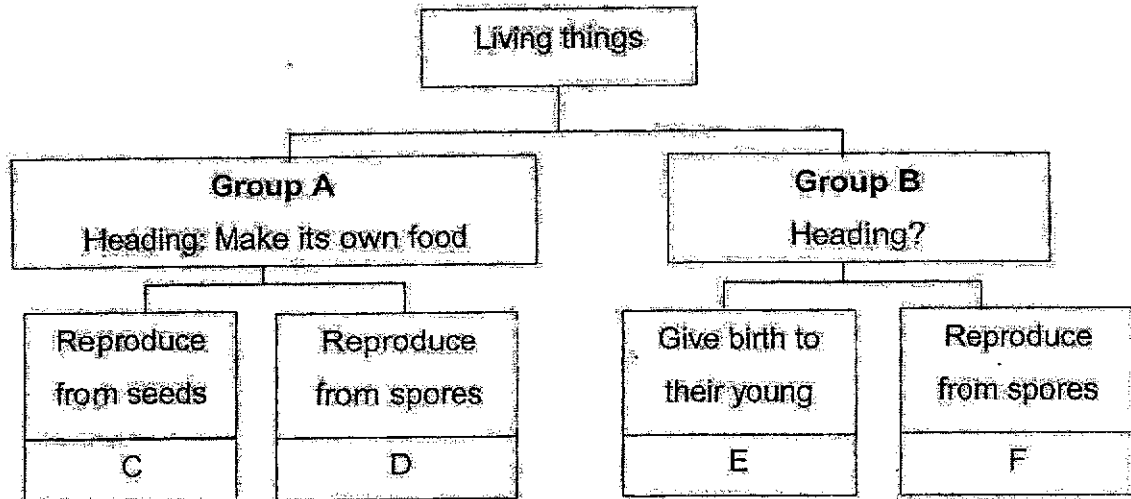 Living things
Group A
Heading: Make its own food
Group B
Heading?
Reproduce
from seeds
C
Reproduce
from spores
D
Give birth to
their young
E
Reproduce
from spores
F